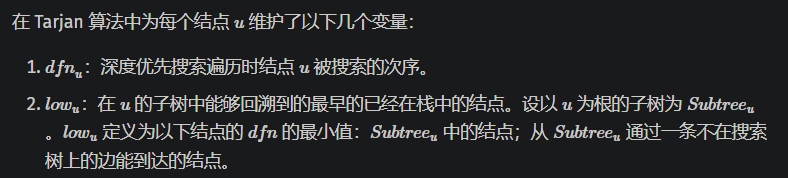 在 Tarjan 算法中为每个结点 u 维护了以下几个变量：
1. dfnᵤ：深度优先搜索遍历时结点 u 被搜索的次序。
2. lowᵤ：在 u 的子树中能够回溯到的最早的已经在栈中的结点。设以 u 为根的子树为 Subtreeᵤ
。lowᵤ 定义为以下结点的 dfn 的最小值：Subtreeᵤ 中的结点；从 Subtreeᵤ 通过一条不在搜索
树上的边能到达的结点。